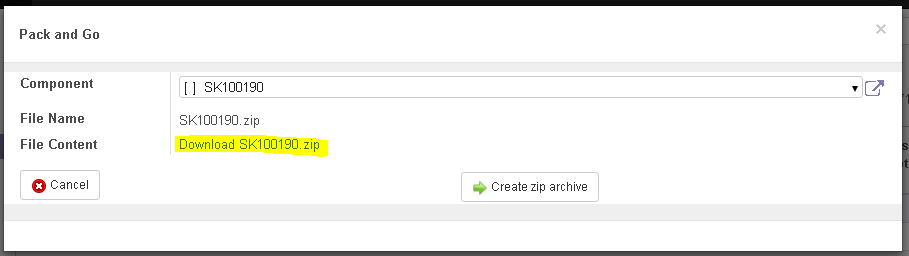 Pack and Go ×
Component [ ] SK100190
File Name SK100190.zip
File Content Download SK100190.zip
Cancel Create zip archive